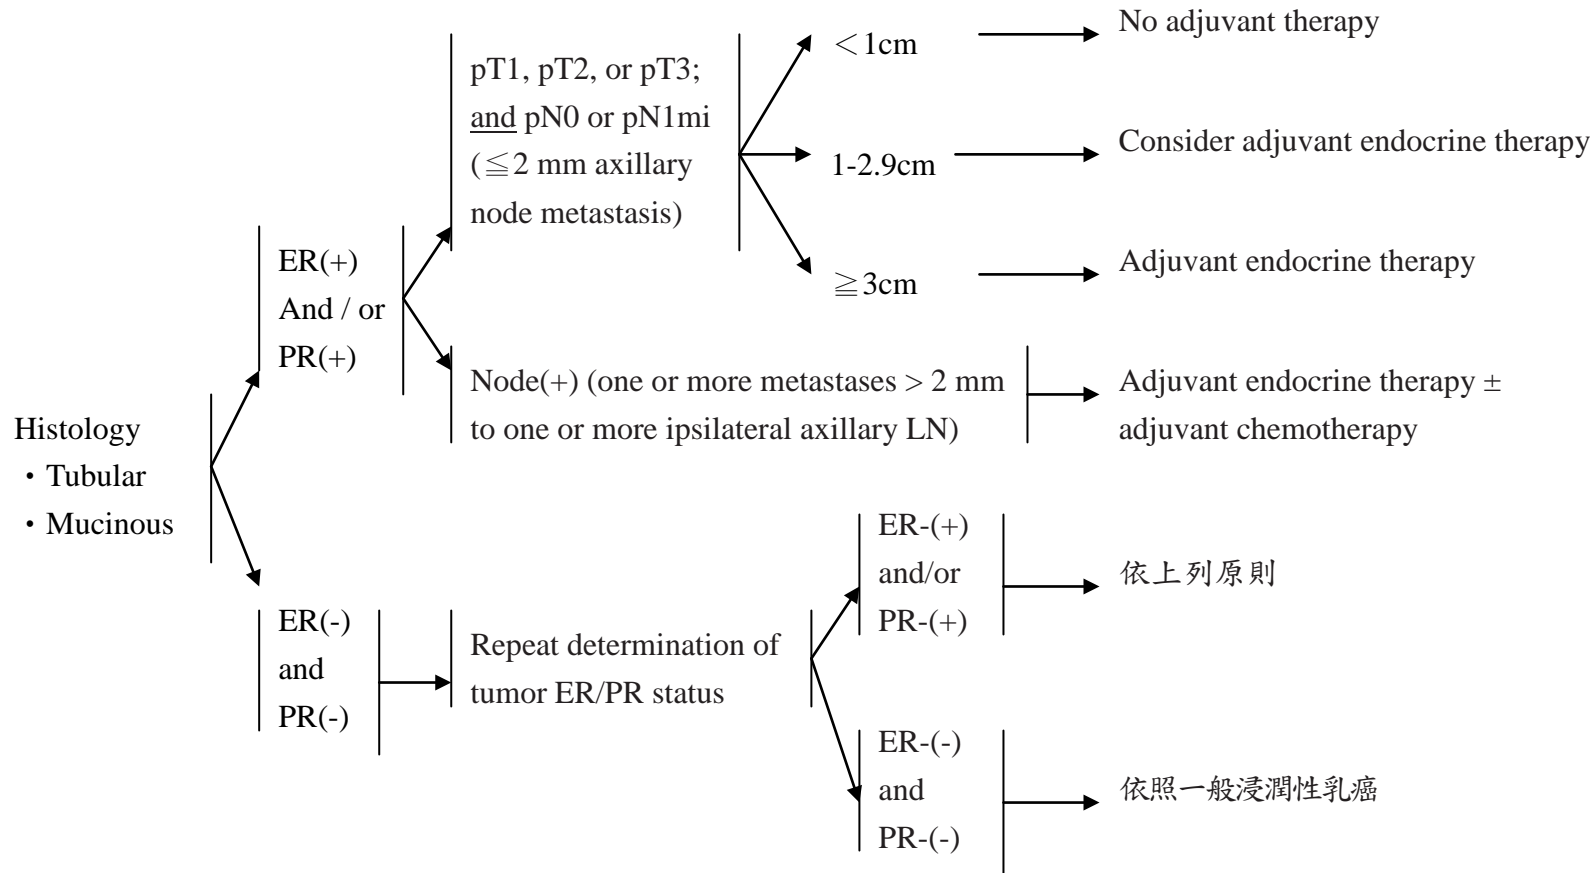 No adjuvant therapy
<1cm
pT1, pT2, or pT3;
and pN0 or pN1mi
(≦2 mm axillary
node metastasis)
1-2.9cm
Consider adjuvant endocrine therapy
≧3cm
Adjuvant endocrine therapy
ER(+)
And / or
PR(+)
Node(+) (one or more metastases > 2 mm
to one or more ipsilateral axillary LN)
Adjuvant endocrine therapy ±
adjuvant chemotherapy
Histology
・Tubular
・Mucinous
ER(-)
and
PR(-)
Repeat determination of
tumor ER/PR status
ER-(+)
and/or
PR-(+)
依上列原則
ER-(-)
and
PR-(-)
依照一般浸潤性乳癌